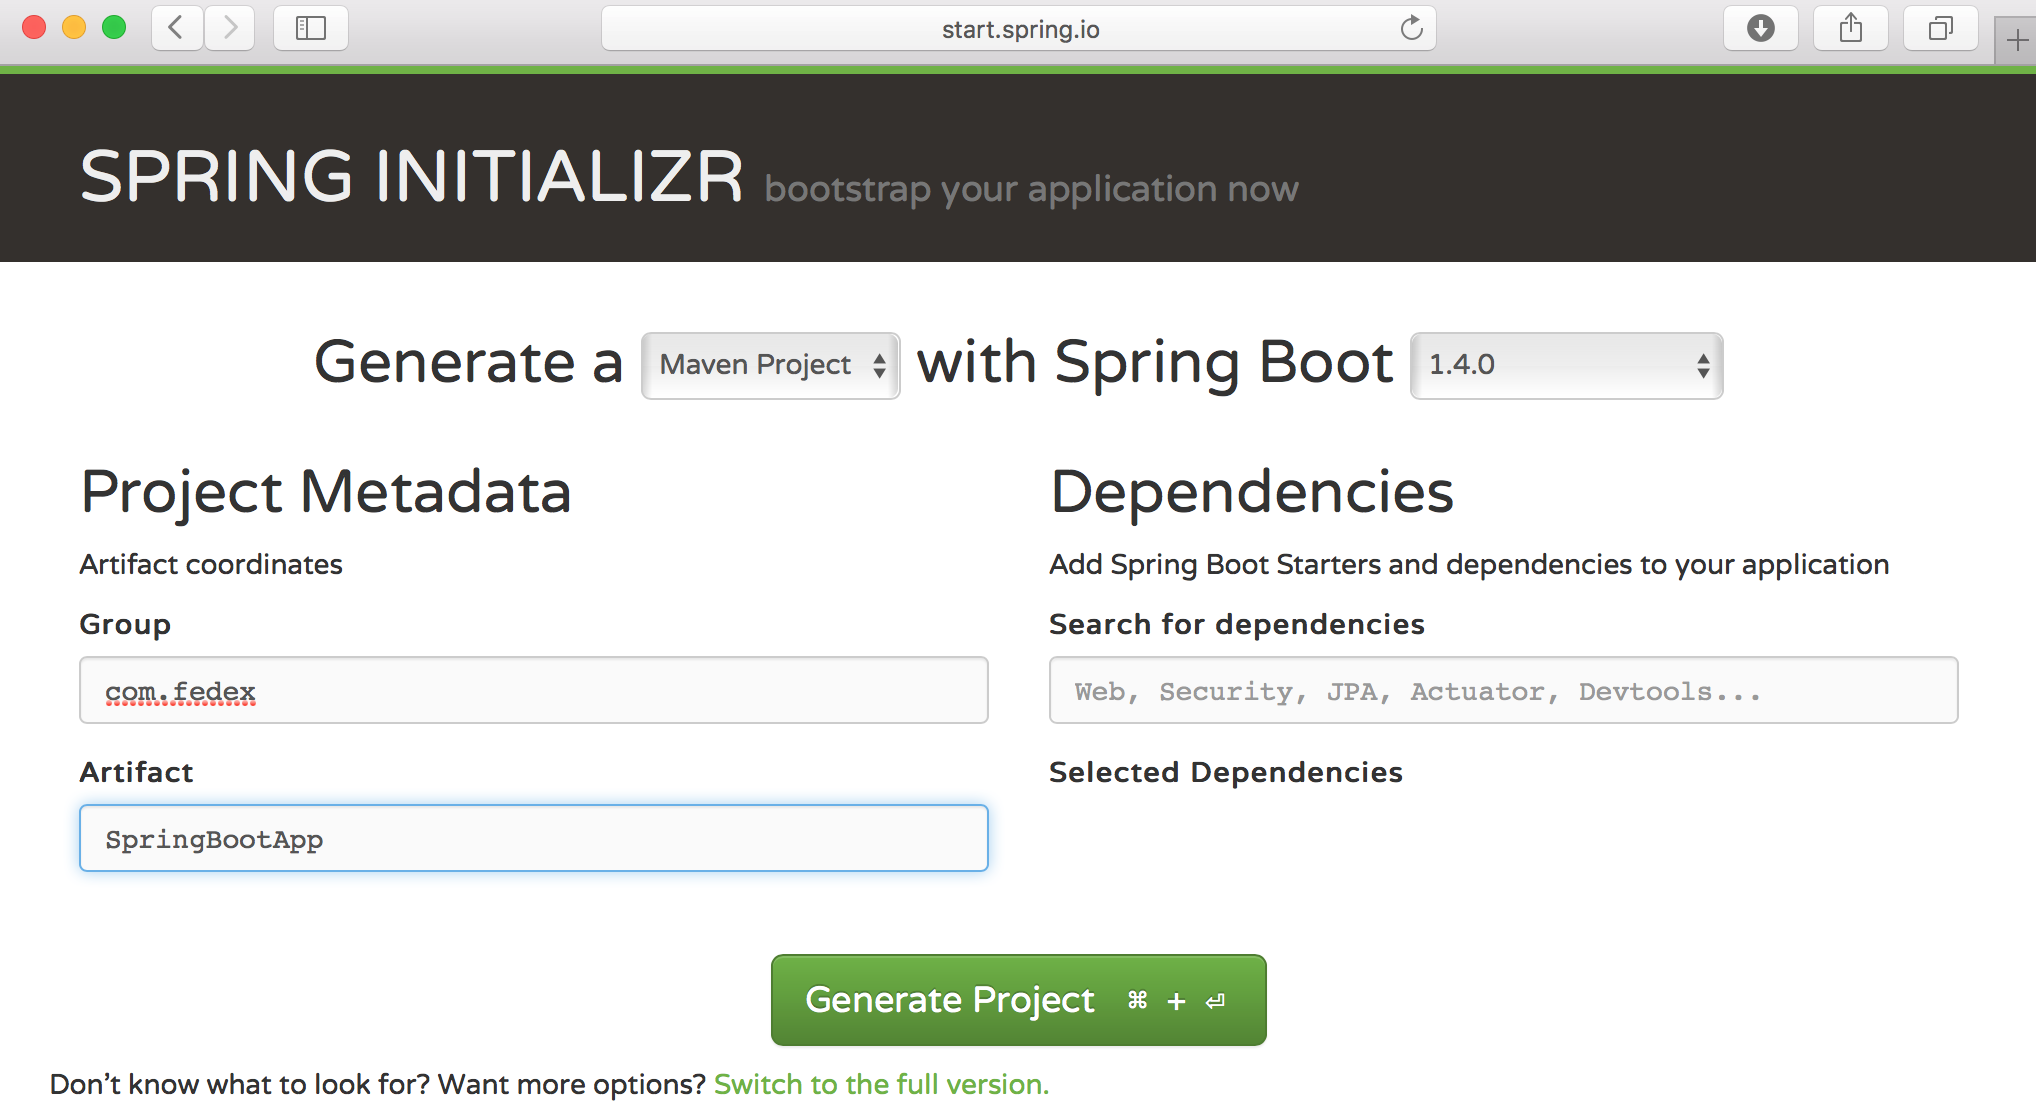 start.spring.io
SPRING INITIALIZR bootstrap your application now
Generate a Maven Project with Spring Boot 1.4.0
Project Metadata
Artifact coordinates
Group
com.fedex
Artifact
SpringBootApp
Dependencies
Add Spring Boot Starters and dependencies to your application
Search for dependencies
Web, Security, JPA, Actuator, Devtools...
Selected Dependencies
Generate Project ⌘ + ⏎
Don't know what to look for? Want more options? Switch to the full version.